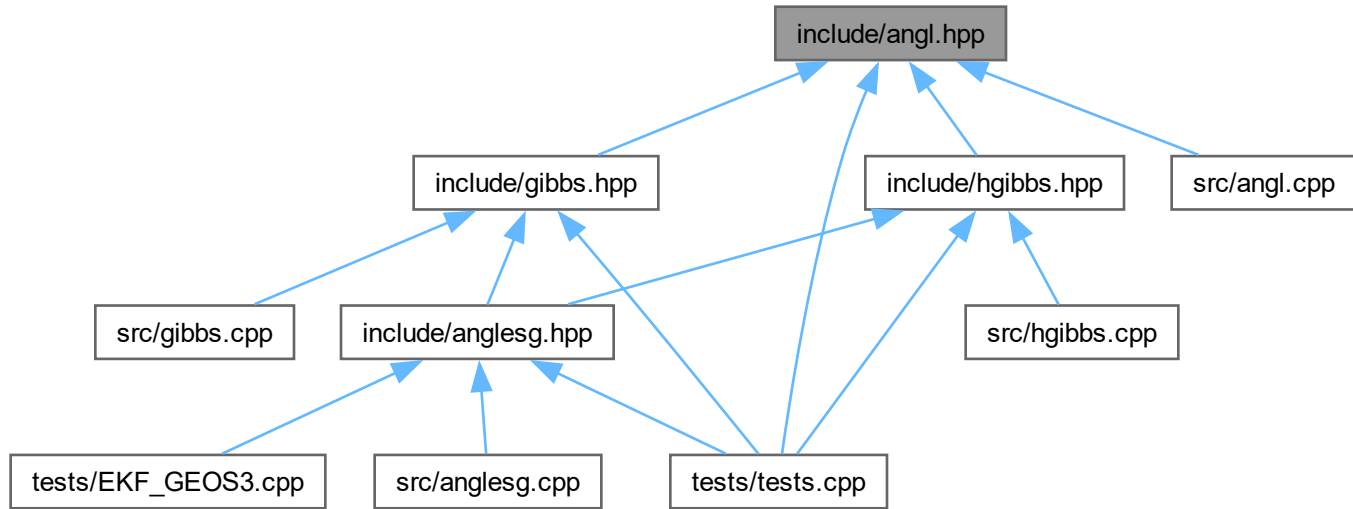 include/angl.hpp
include/gibbs.hpp
include/hgibbs.hpp
src/angl.cpp
src/gibbs.cpp
include/anglesg.hpp
src/hgibbs.cpp
tests/EKF_GEOS3.cpp
src/anglesg.cpp
tests/tests.cpp